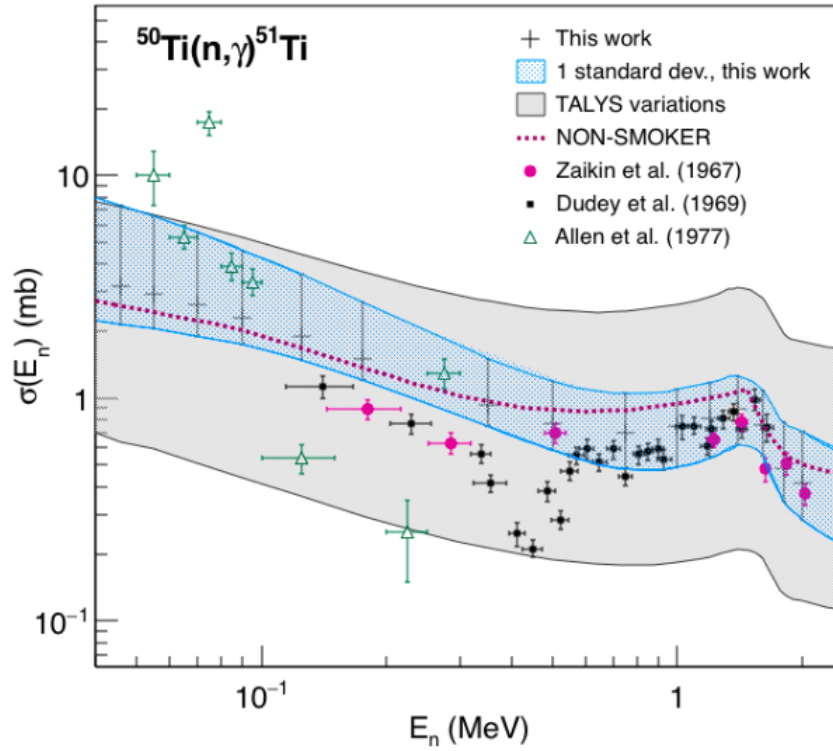 ⁵⁰Ti(n,γ)⁵¹Ti
This work
1 standard dev., this work
TALYS variations
NON-SMOKER
Zaikin et al. (1967)
Dudey et al. (1969)
Allen et al. (1977)
σ(Eₙ) (mb)
10
1
10⁻¹
10⁻¹
1
Eₙ (MeV)